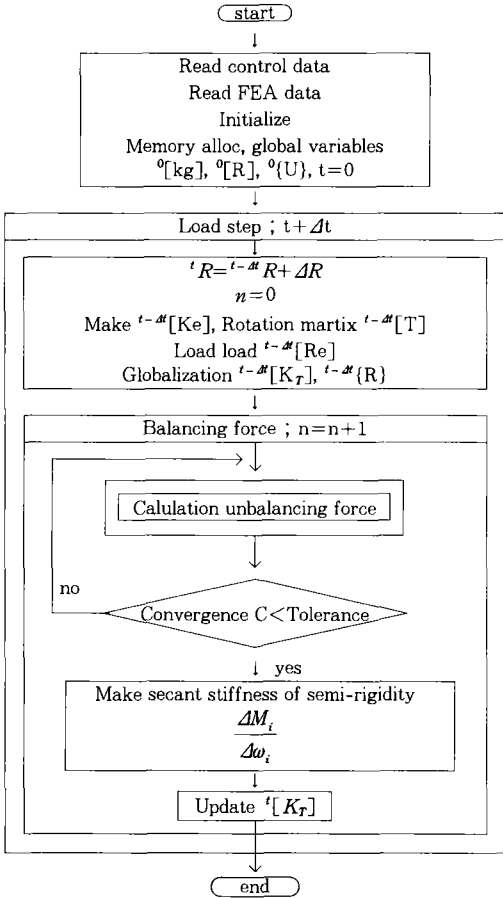 start
Read control data
Read FEA data
Initialize
Memory alloc, global variables
⁰[kg], ⁰[R], ⁰{U}, t=0
Load step ; t+Δt
ᵗR=ᵗ⁻ᐞᵗR+ΔR
n=0
Make ᵗ⁻ᐞᵗ[Ke], Rotation martix ᵗ⁻ᐞᵗ[T]
Load load ᵗ⁻ᐞᵗ[Re]
Globalization ᵗ⁻ᐞᵗ[K_T], ᵗ⁻ᐞᵗ{R}
Balancing force ; n=n+1
Calulation unbalancing force
no
Convergence C<Tolerance
yes
Make secant stiffness of semi-rigidity
ΔMᵢ
Δωᵢ
Update ᵗ[K_T]
end